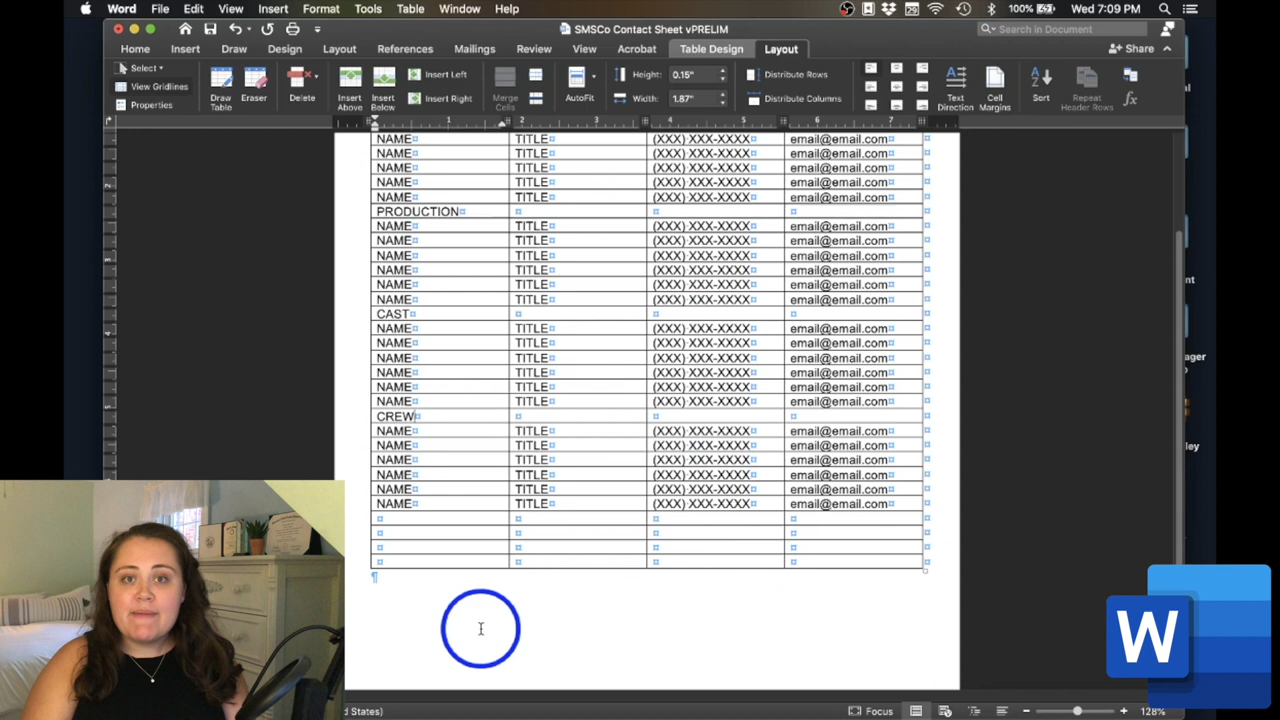 Word File Edit View Insert Format Tools Table Window Help 100% Wed 7:09 PM
SMSCo Contact Sheet vPRELIM Search in Document
Home Insert Draw Design Layout References Mailings Review View Acrobat Table Design Layout Share
Select View Gridlines Properties
Draw Table Eraser Delete Insert Above Insert Below Insert Left Insert Right Merge Cells AutoFit
Height: 0.15" Width: 1.87" Distribute Rows Distribute Columns
Text Direction Cell Margins Sort Repeat Header Rows
1 2 3 4 5 6 7
NAME¤ TITLE¤ (XXX)·XXX-XXXX¤ email@email.com¤ ¤
NAME¤ TITLE¤ (XXX)·XXX-XXXX¤ email@email.com¤ ¤
NAME¤ TITLE¤ (XXX)·XXX-XXXX¤ email@email.com¤ ¤
NAME¤ TITLE¤ (XXX)·XXX-XXXX¤ email@email.com¤ ¤
NAME¤ TITLE¤ (XXX)·XXX-XXXX¤ email@email.com¤ ¤
PRODUCTION¤ ¤ ¤ ¤ ¤
NAME¤ TITLE¤ (XXX)·XXX-XXXX¤ email@email.com¤ ¤
NAME¤ TITLE¤ (XXX)·XXX-XXXX¤ email@email.com¤ ¤
NAME¤ TITLE¤ (XXX)·XXX-XXXX¤ email@email.com¤ ¤
NAME¤ TITLE¤ (XXX)·XXX-XXXX¤ email@email.com¤ ¤
NAME¤ TITLE¤ (XXX)·XXX-XXXX¤ email@email.com¤ ¤
NAME¤ TITLE¤ (XXX)·XXX-XXXX¤ email@email.com¤ ¤
CAST¤ ¤ ¤ ¤ ¤
NAME¤ TITLE¤ (XXX)·XXX-XXXX¤ email@email.com¤ ¤
NAME¤ TITLE¤ (XXX)·XXX-XXXX¤ email@email.com¤ ¤
NAME¤ TITLE¤ (XXX)·XXX-XXXX¤ email@email.com¤ ¤
NAME¤ TITLE¤ (XXX)·XXX-XXXX¤ email@email.com¤ ¤
NAME¤ TITLE¤ (XXX)·XXX-XXXX¤ email@email.com¤ ¤
NAME¤ TITLE¤ (XXX)·XXX-XXXX¤ email@email.com¤ ¤
CREW¤ ¤ ¤ ¤ ¤
NAME¤ TITLE¤ (XXX)·XXX-XXXX¤ email@email.com¤ ¤
NAME¤ TITLE¤ (XXX)·XXX-XXXX¤ email@email.com¤ ¤
NAME¤ TITLE¤ (XXX)·XXX-XXXX¤ email@email.com¤ ¤
NAME¤ TITLE¤ (XXX)·XXX-XXXX¤ email@email.com¤ ¤
NAME¤ TITLE¤ (XXX)·XXX-XXXX¤ email@email.com¤ ¤
NAME¤ TITLE¤ (XXX)·XXX-XXXX¤ email@email.com¤ ¤
¤ ¤ ¤ ¤ ¤
¤ ¤ ¤ ¤ ¤
¤ ¤ ¤ ¤ ¤
¤ ¤ ¤ ¤ ¤
¶
W
States) Focus 128%